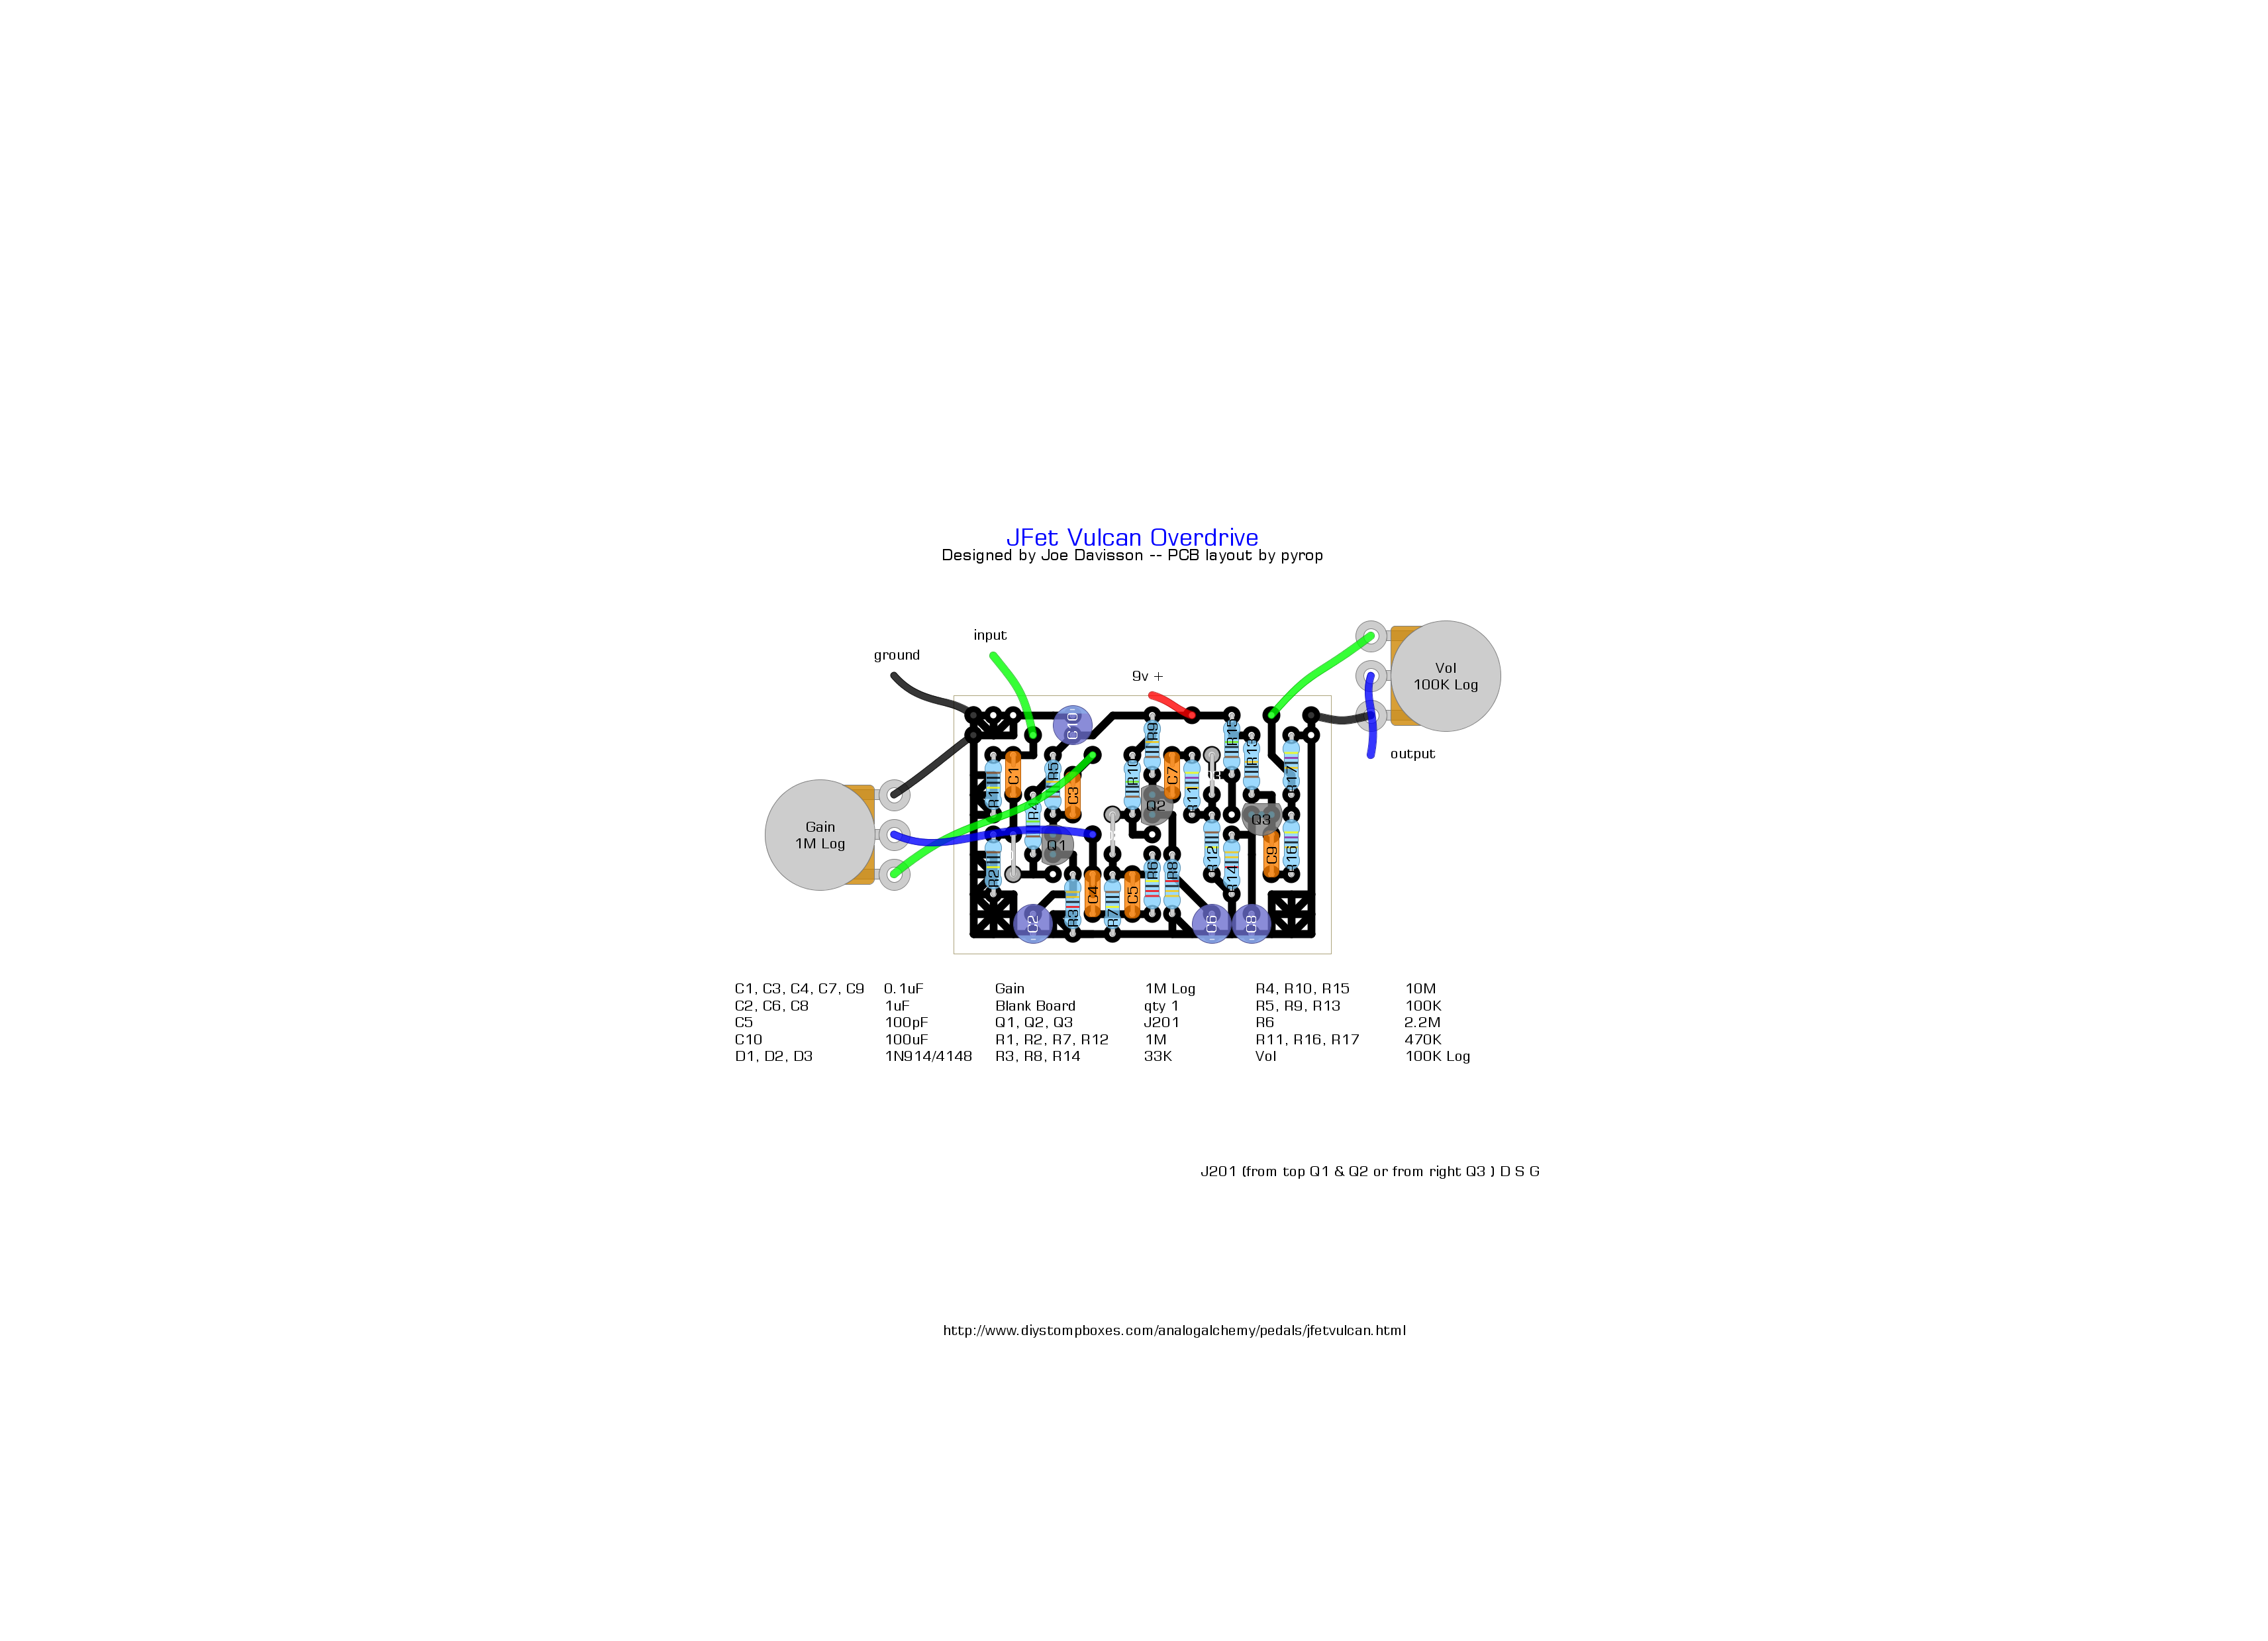 JFet Vulcan Overdrive
Designed by Joe Davisson -- PCB layout by pyrop
input
ground
9v +
Vol
100K Log
output
Gain
1M Log
C10
R9
R15
R13
R17
R1
C1
R5
C3
R10
C7
R11
R4
Q2
Q3
Q1
R2
R12
C9
R16
R6
R8
R14
C4
C5
R3
R7
C2
C6
C8
C1, C3, C4, C7, C9 0.1uF Gain 1M Log R4, R10, R15 10M
C2, C6, C8 1uF Blank Board qty 1 R5, R9, R13 100K
C5 100pF Q1, Q2, Q3 J201 R6 2.2M
C10 100uF R1, R2, R7, R12 1M R11, R16, R17 470K
D1, D2, D3 1N914/4148 R3, R8, R14 33K Vol 100K Log
J201 (from top Q1 & Q2 or from right Q3 ) D S G
http://www.diystompboxes.com/analogalchemy/pedals/jfetvulcan.html